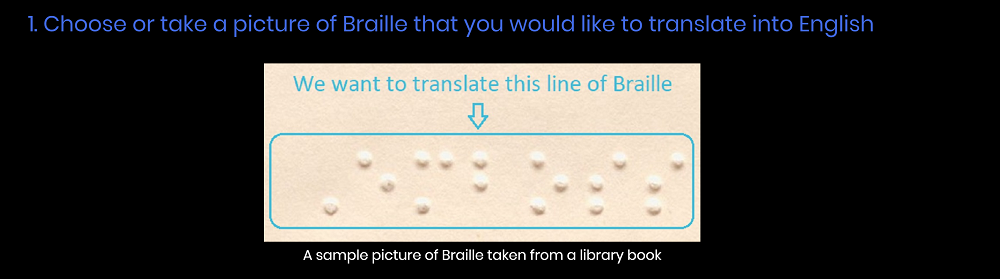 1. Choose or take a picture of Braille that you would like to translate into English
We want to translate this line of Braille
⠠⠑⠍⠃⠕⠎⠎
A sample picture of Braille taken from a library book